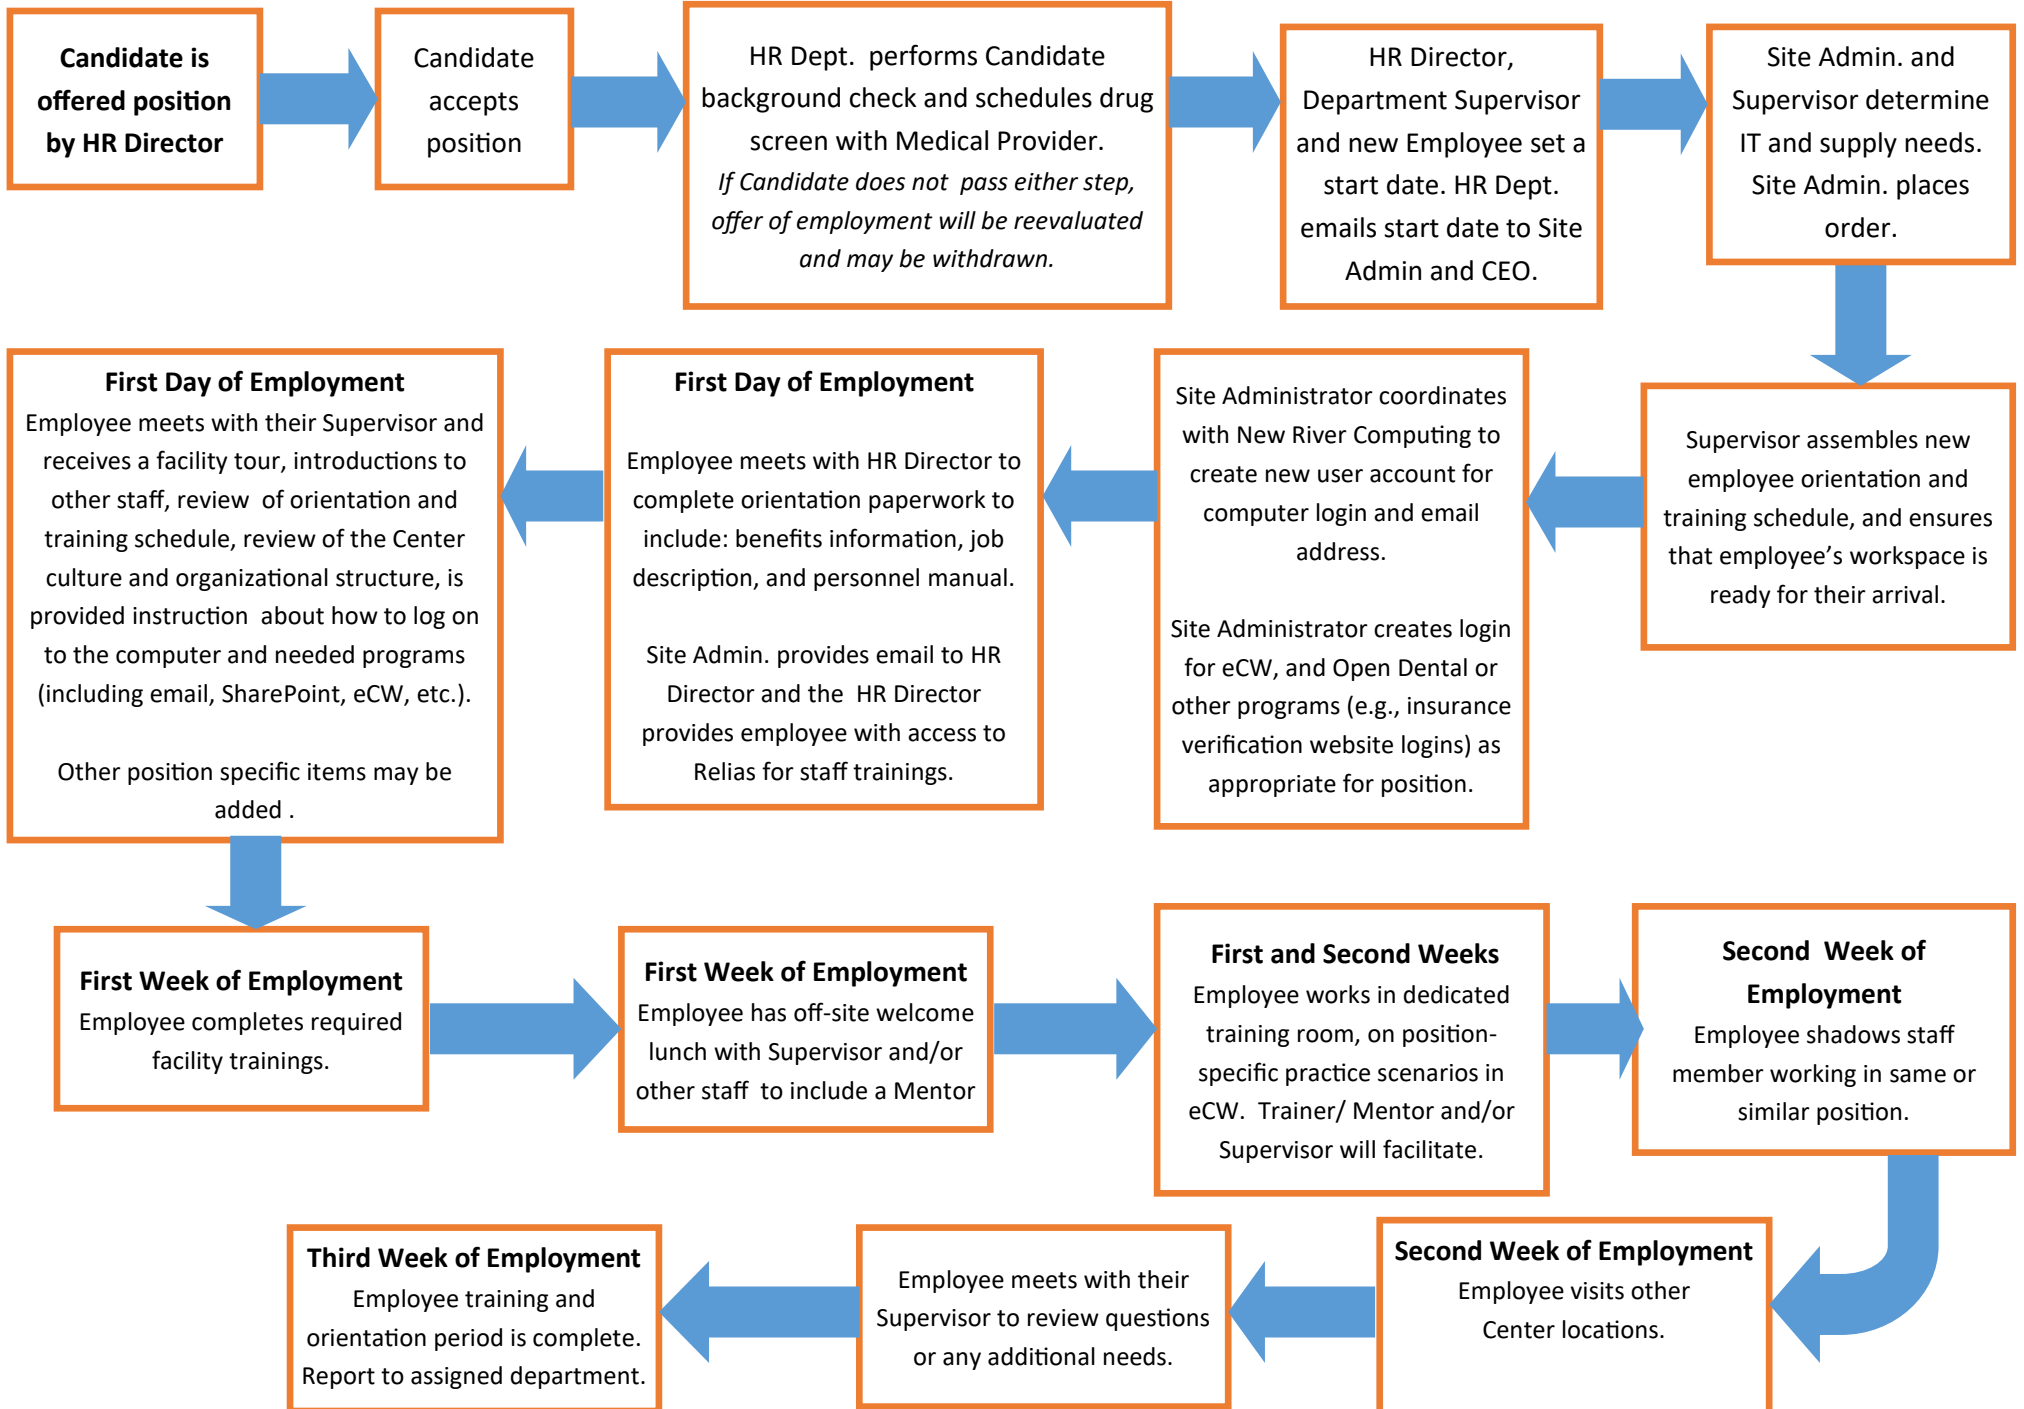 Candidate is
offered position
by HR Director
Candidate
accepts
position
HR Dept. performs Candidate
background check and schedules drug
screen with Medical Provider.
If Candidate does not pass either step,
offer of employment will be reevaluated
and may be withdrawn.
HR Director,
Department Supervisor
and new Employee set a
start date. HR Dept.
emails start date to Site
Admin and CEO.
Site Admin. and
Supervisor determine
IT and supply needs.
Site Admin. places
order.
Supervisor assembles new
employee orientation and
training schedule, and ensures
that employee’s workspace is
ready for their arrival.
Site Administrator coordinates
with New River Computing to
create new user account for
computer login and email
address.
Site Administrator creates login
for eCW, and Open Dental or
other programs (e.g., insurance
verification website logins) as
appropriate for position.
First Day of Employment
Employee meets with HR Director to
complete orientation paperwork to
include: benefits information, job
description, and personnel manual.
Site Admin. provides email to HR
Director and the HR Director
provides employee with access to
Relias for staff trainings.
First Day of Employment
Employee meets with their Supervisor and
receives a facility tour, introductions to
other staff, review of orientation and
training schedule, review of the Center
culture and organizational structure, is
provided instruction about how to log on
to the computer and needed programs
(including email, SharePoint, eCW, etc.).
Other position specific items may be
added .
First Week of Employment
Employee completes required
facility trainings.
First Week of Employment
Employee has off-site welcome
lunch with Supervisor and/or
other staff to include a Mentor
First and Second Weeks
Employee works in dedicated
training room, on position-
specific practice scenarios in
eCW. Trainer/ Mentor and/or
Supervisor will facilitate.
Second Week of
Employment
Employee shadows staff
member working in same or
similar position.
Second Week of Employment
Employee visits other
Center locations.
Employee meets with their
Supervisor to review questions
or any additional needs.
Third Week of Employment
Employee training and
orientation period is complete.
Report to assigned department.